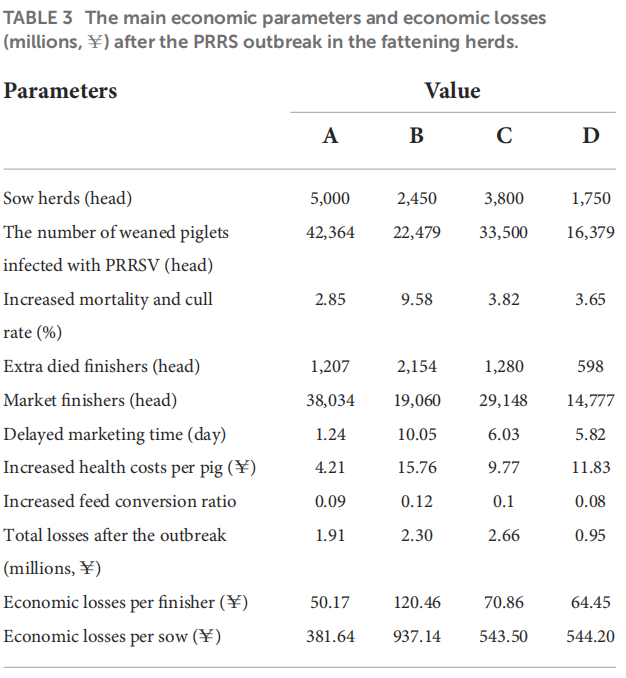 TABLE 3 The main economic parameters and economic losses
(millions, ¥) after the PRRS outbreak in the fattening herds.
Parameters Value
A B C D
Sow herds (head) 5,000 2,450 3,800 1,750
The number of weaned piglets 42,364 22,479 33,500 16,379
infected with PRRSV (head)
Increased mortality and cull 2.85 9.58 3.82 3.65
rate (%)
Extra died finishers (head) 1,207 2,154 1,280 598
Market finishers (head) 38,034 19,060 29,148 14,777
Delayed marketing time (day) 1.24 10.05 6.03 5.82
Increased health costs per pig (¥) 4.21 15.76 9.77 11.83
Increased feed conversion ratio 0.09 0.12 0.1 0.08
Total losses after the outbreak 1.91 2.30 2.66 0.95
(millions, ¥)
Economic losses per finisher (¥) 50.17 120.46 70.86 64.45
Economic losses per sow (¥) 381.64 937.14 543.50 544.20